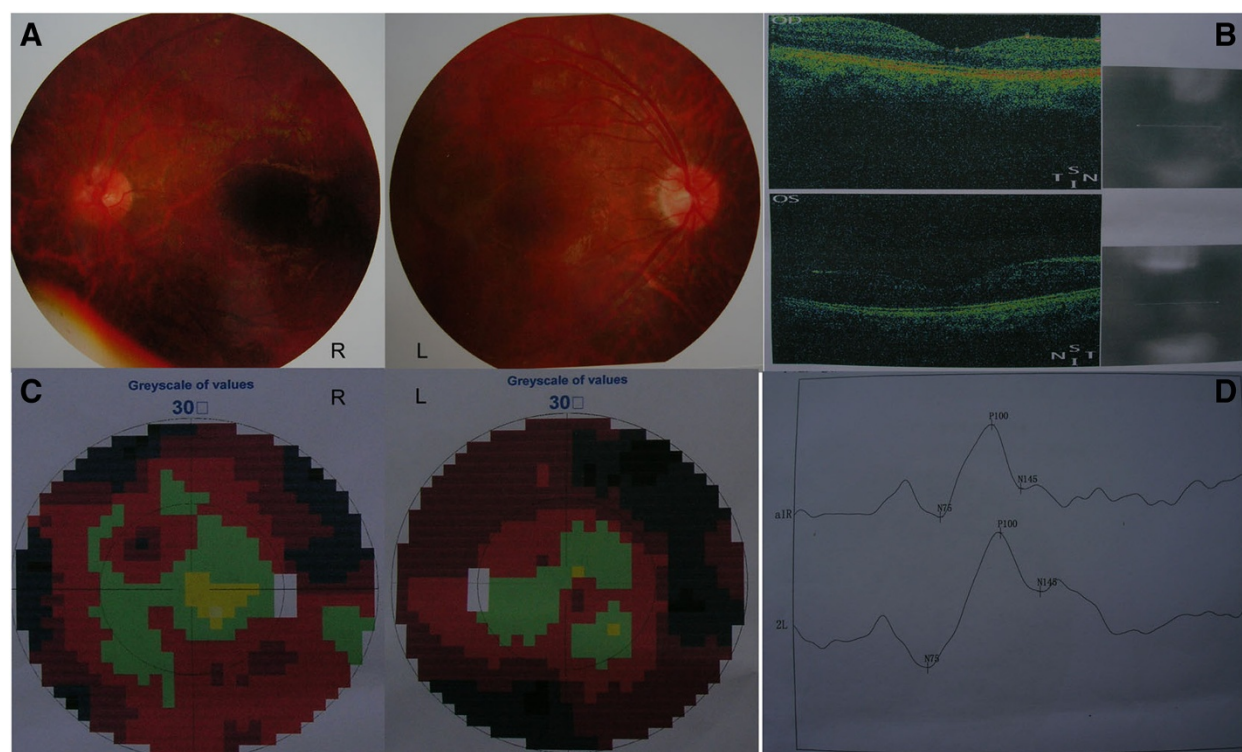 A
R
L
B
OD
S
T N
I
OS
S
N T
I
C
Greyscale of values
30□
R
L
Greyscale of values
30□
D
P100
N145
N75
a1R
P100
N145
N75
2L